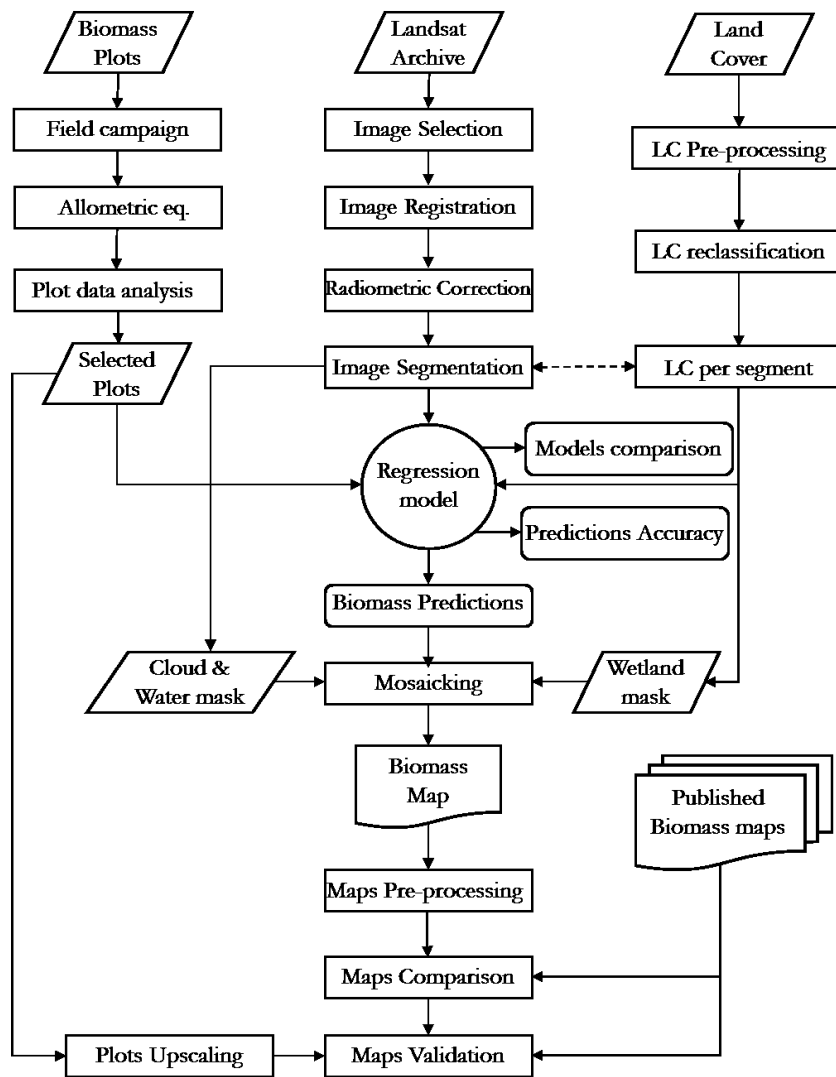 Biomass
Plots
Landsat
Archive
Land
Cover
Field campaign
Image Selection
LC Pre-processing
Allometric eq.
Image Registration
LC reclassification
Plot data analysis
Radiometric Correction
Selected
Plots
Image Segmentation
LC per segment
Models comparison
Regression
model
Predictions Accuracy
Biomass Predictions
Cloud &
Water mask
Mosaicking
Wetland
mask
Biomass
Map
Published
Biomass maps
Maps Pre-processing
Maps Comparison
Plots Upscaling
Maps Validation